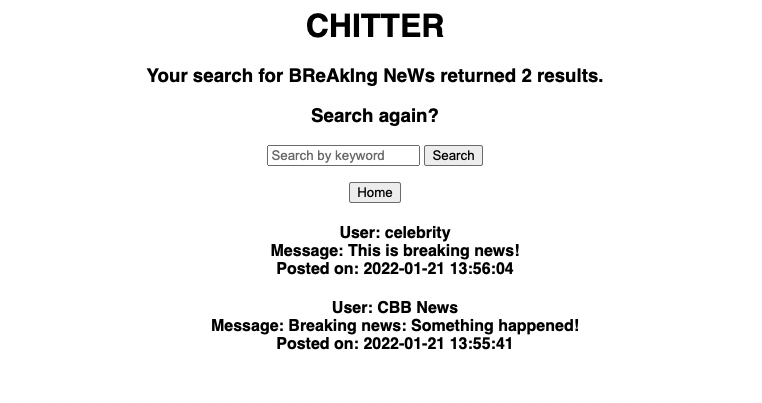 CHITTER
Your search for BReAkIng NeWs returned 2 results.
Search again?
Search by keyword Search
Home
User: celebrity
Message: This is breaking news!
Posted on: 2022-01-21 13:56:04
User: CBB News
Message: Breaking news: Something happened!
Posted on: 2022-01-21 13:55:41